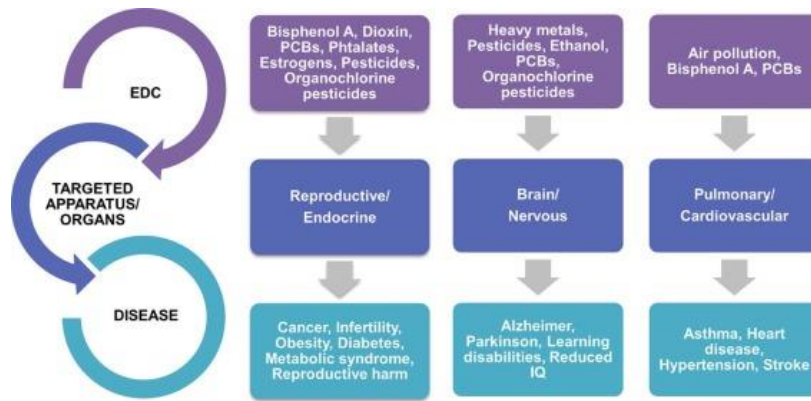 EDC
Bisphenol A, Dioxin,
PCBs, Phtalates,
Estrogens, Pesticides,
Organochlorine
pesticides
Heavy metals,
Pesticides, Ethanol,
PCBs,
Organochlorine
pesticides
Air pollution,
Bisphenol A, PCBs
TARGETED
APPARATUS/
ORGANS
Reproductive/
Endocrine
Brain/
Nervous
Pulmonary/
Cardiovascular
DISEASE
Cancer, Infertility,
Obesity, Diabetes,
Metabolic syndrome,
Reproductive harm
Alzheimer,
Parkinson, Learning
disabilities, Reduced
IQ
Asthma, Heart
disease,
Hypertension, Stroke